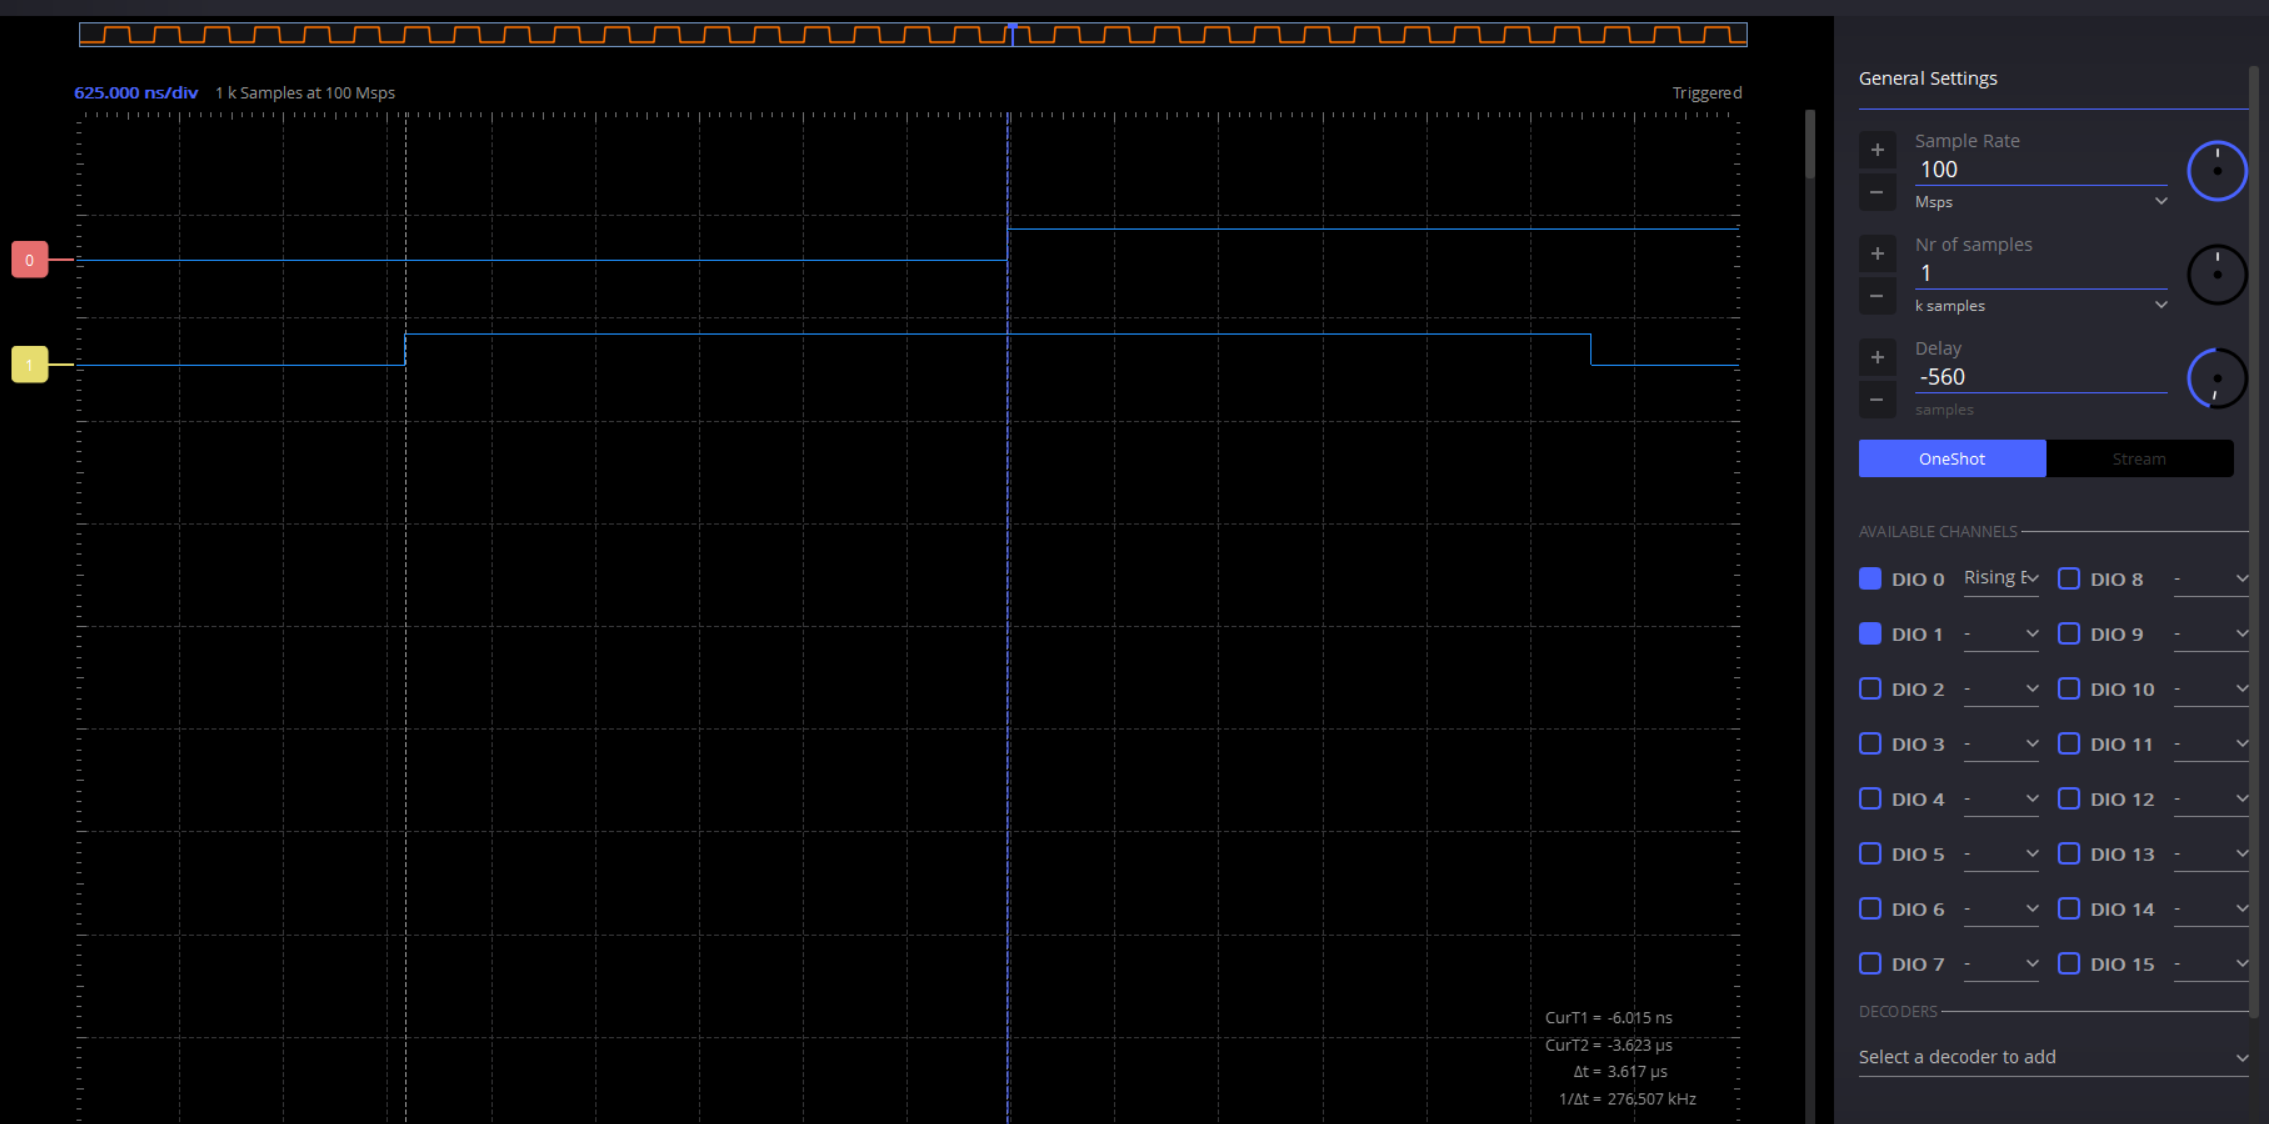 625.000 ns/div 1 k Samples at 100 Msps Triggered
0
1
CurT1 = -6.015 ns
CurT2 = -3.623 µs
Δt = 3.617 µs
1/Δt = 276.507 kHz
General Settings
+ Sample Rate
100
- Msps
+ Nr of samples
1
- k samples
+ Delay
-560
- samples
OneShot Stream
AVAILABLE CHANNELS
DIO 0 Rising E DIO 8 -
DIO 1 - DIO 9 -
DIO 2 - DIO 10 -
DIO 3 - DIO 11 -
DIO 4 - DIO 12 -
DIO 5 - DIO 13 -
DIO 6 - DIO 14 -
DIO 7 - DIO 15 -
DECODERS
Select a decoder to add